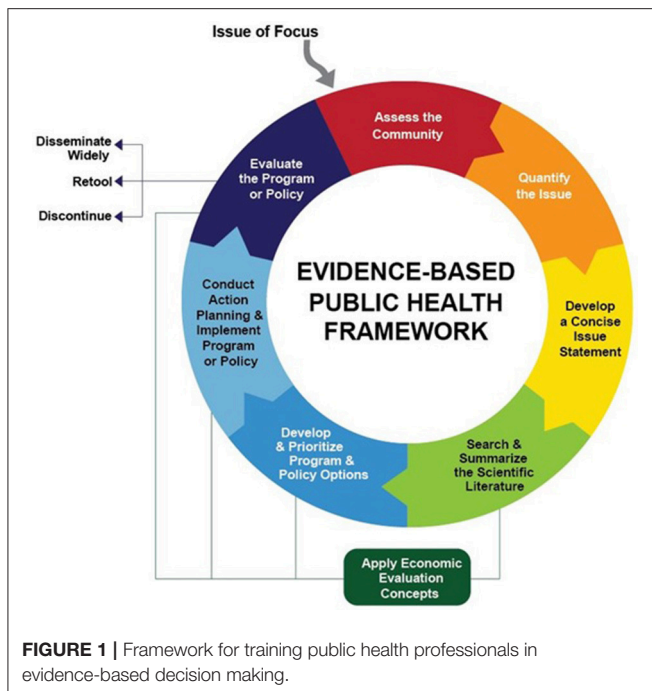 Issue of Focus
Assess the
Community
Quantify
the Issue
Develop
a Concise
Issue
Statement
Search &
Summarize
the Scientific
Literature
Develop
& Prioritize
Program &
Policy Options
Conduct
Action
Planning &
Implement
Program
or Policy
Evaluate
the Program
or Policy
Disseminate
Widely
Retool
Discontinue
EVIDENCE-BASED
PUBLIC HEALTH
FRAMEWORK
Apply Economic
Evaluation
Concepts
FIGURE 1 | Framework for training public health professionals in
evidence-based decision making.